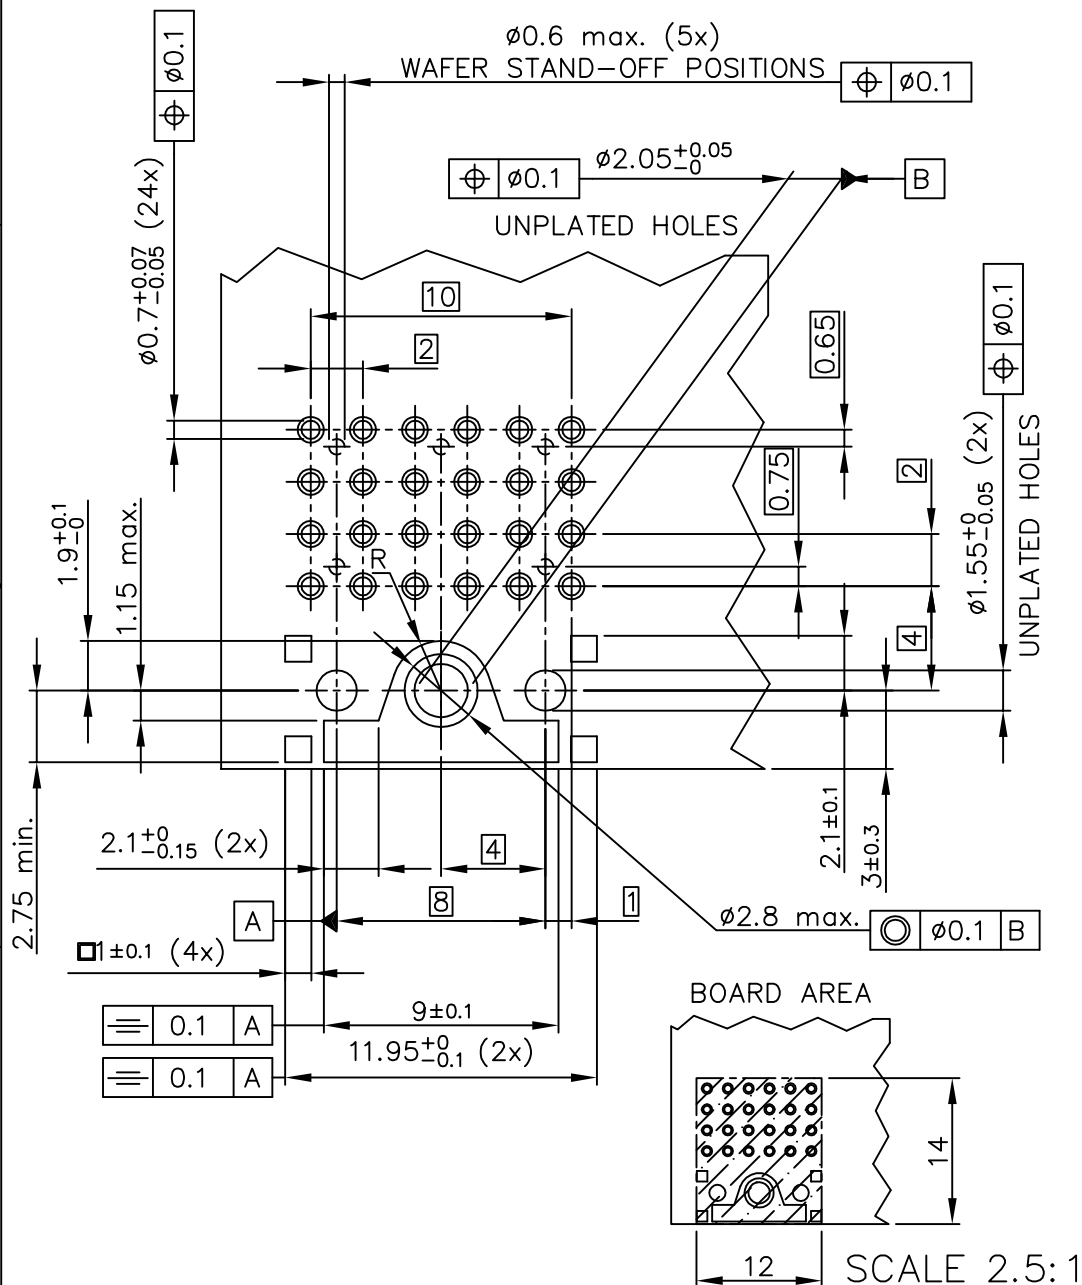 ⌀0.6 max. (5x)
WAFER STAND-OFF POSITIONS
⌖ ⌀0.1
⌖ ⌀0.1
⌀0.7+0.07 -0.05 (24x)
⌖ ⌀0.1
⌀2.05+0.05 -0
B
UNPLATED HOLES
10
2
0.65
⌖ ⌀0.1
⌀1.55+0 -0.05 (2x)
UNPLATED HOLES
0.75
2
1.9+0.1 -0
1.15 max.
R
4
2.75 min.
2.1+0 -0.15 (2x)
4
2.1±0.1
3±0.3
A
8
1
⌀2.8 max.
◎ ⌀0.1 B
□1±0.1 (4x)
⌯ 0.1 A
9±0.1
⌯ 0.1 A
11.95+0 -0.1 (2x)
BOARD AREA
14
12
SCALE 2.5:1